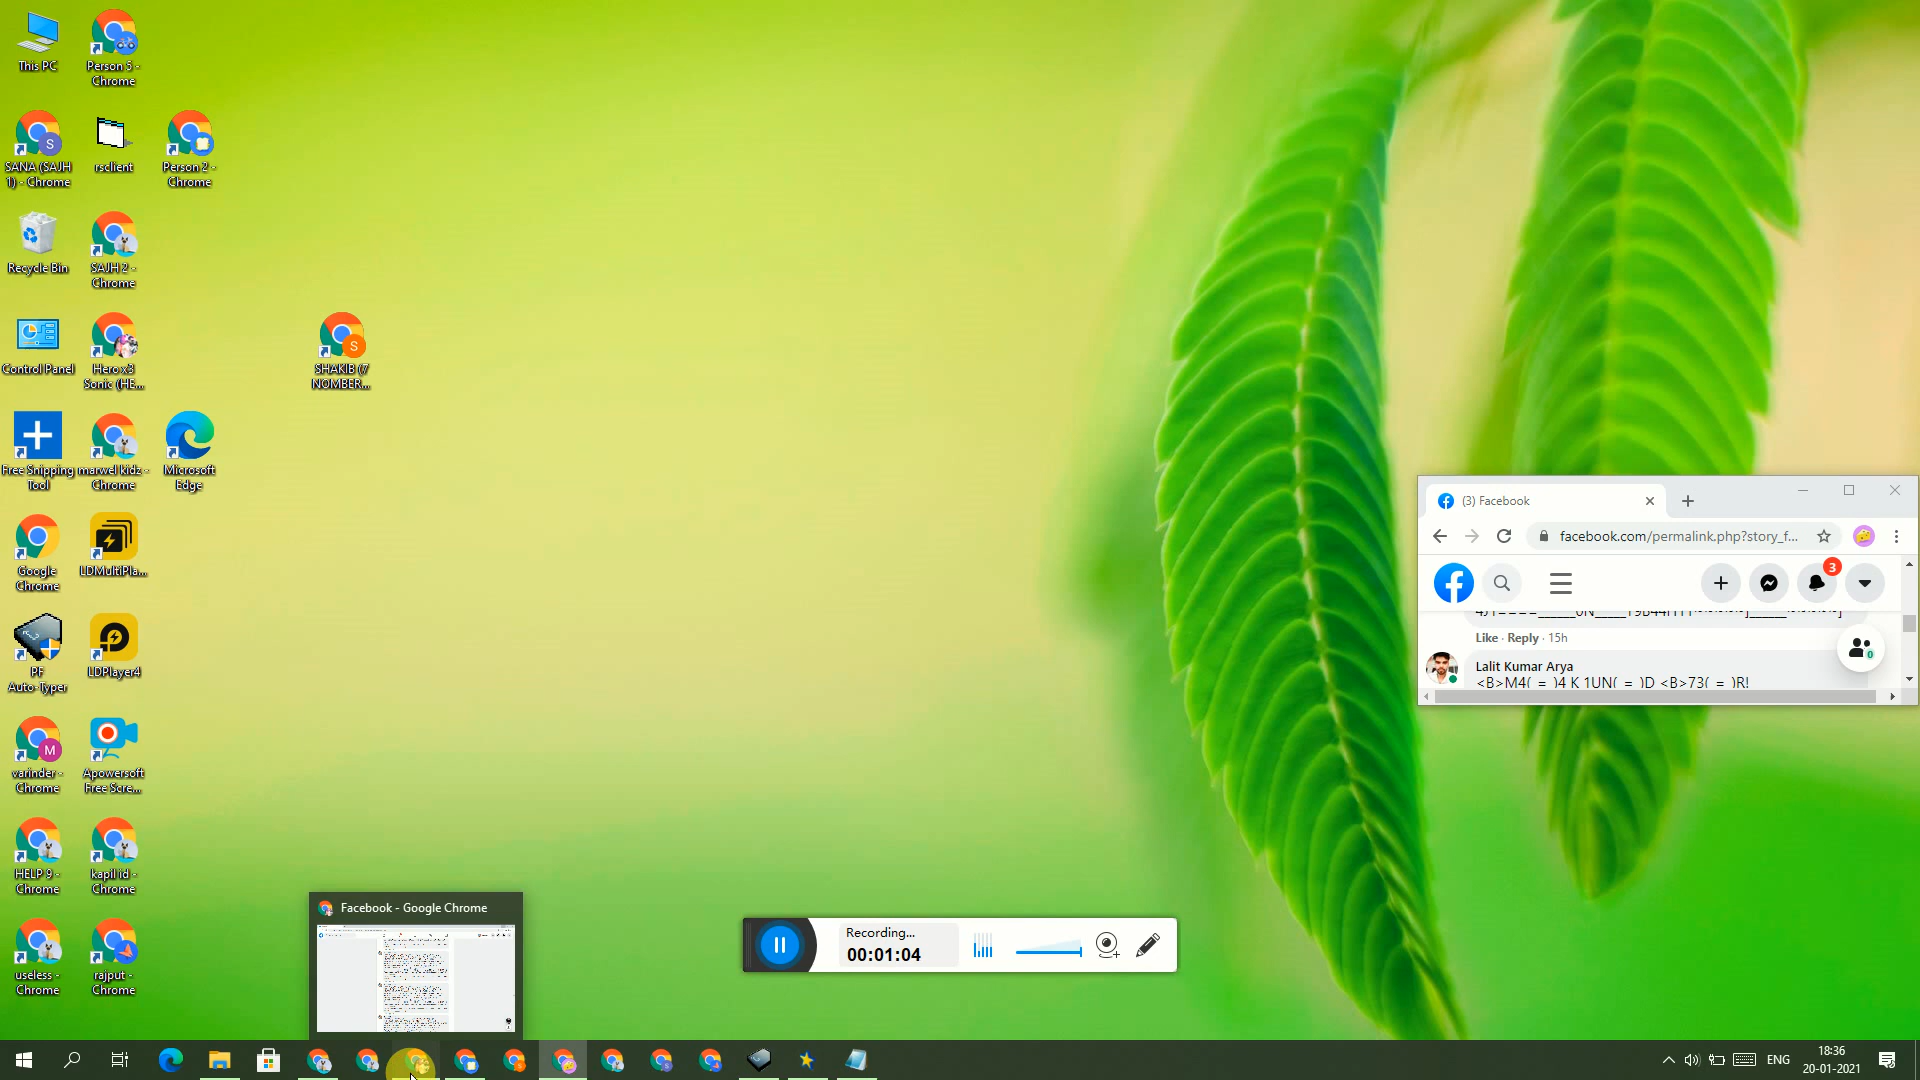 This PC
Person 5 -
Chrome
SANA (SAJH
1) - Chrome
rsclient
Person 2 -
Chrome
Recycle Bin
SAJH 2 -
Chrome
Control Panel
Hero x3
Sonic (HE...
SHAKIB (7
NOMBER...
Free Snipping
Tool
marwel kidz -
Chrome
Microsoft
Edge
Google
Chrome
LDMultiPla...
PF
Auto-Typer
LDPlayer4
varinder -
Chrome
Apowersoft
Free Scre...
HELP 9 -
Chrome
kapil id -
Chrome
useless -
Chrome
rajput -
Chrome
(3) Facebook
facebook.com/permalink.php?story_f...
3
Like · Reply · 15h
0
Lalit Kumar Arya
<B>M4(_=_)4 K 1UN(_=_)D <B>73(_=_)R!
Facebook - Google Chrome
Recording...
00:01:04
ENG
18:36
20-01-2021